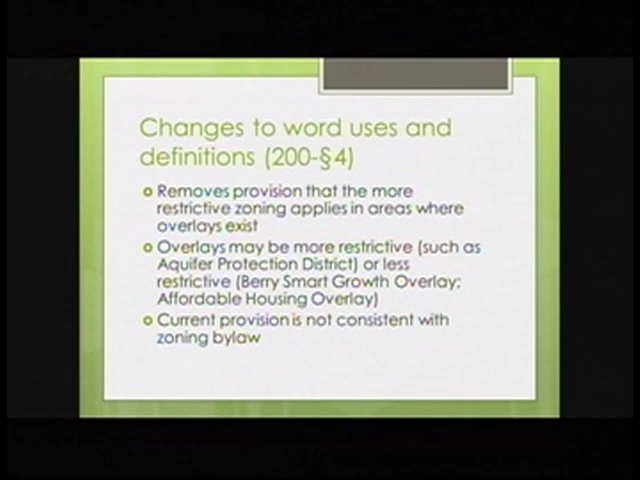 Changes to word uses and
definitions (200-§4)
Removes provision that the more
restrictive zoning applies in areas where
overlays exist
Overlays may be more restrictive (such as
Aquifer Protection District) or less
restrictive (Berry Smart Growth Overlay;
Affordable Housing Overlay)
Current provision is not consistent with
zoning bylaw